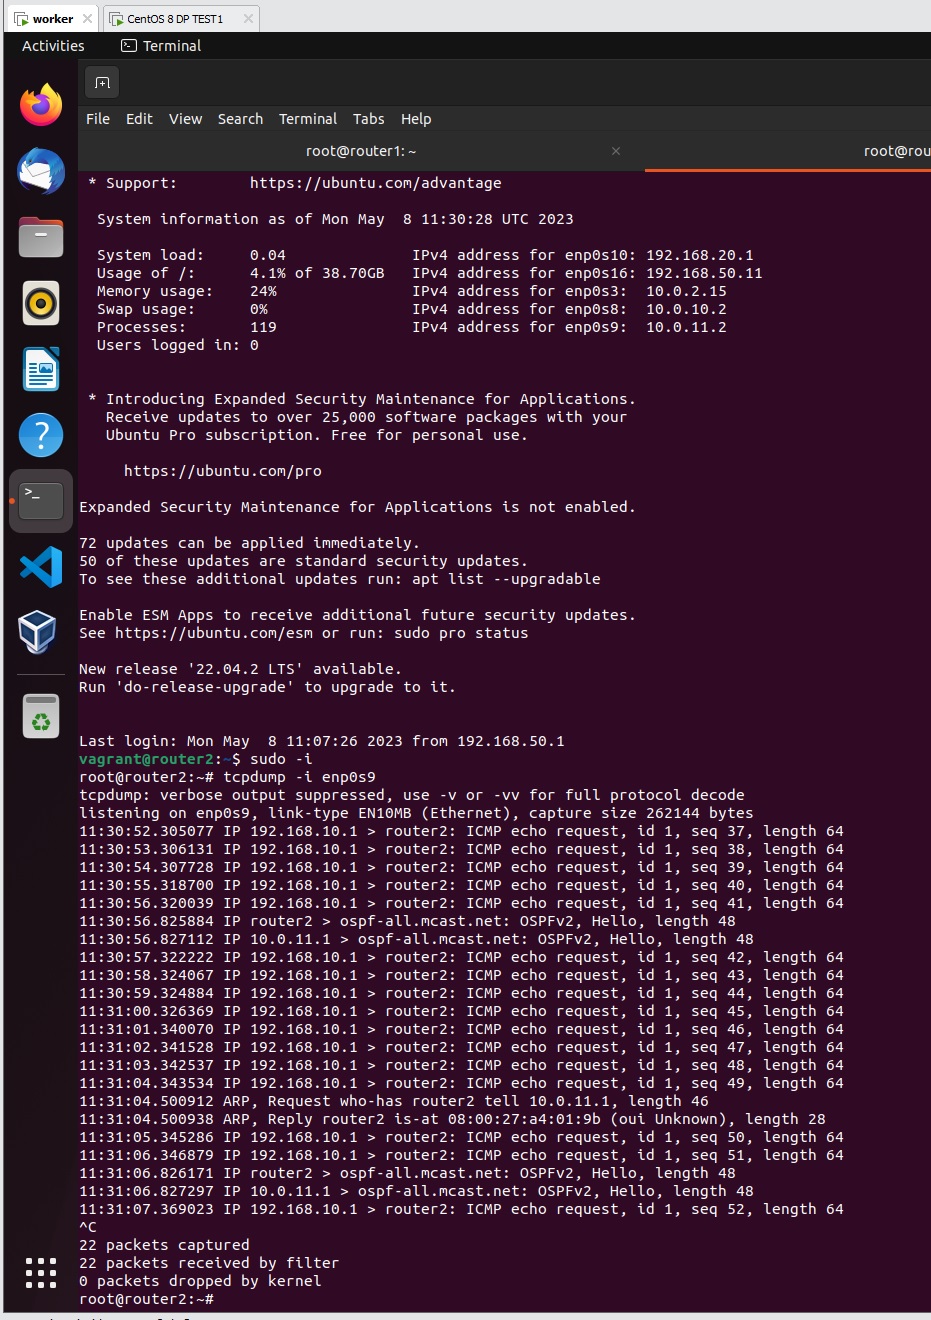 worker
CentOS 8 DP TEST1
Activities
Terminal
File Edit View Search Terminal Tabs Help
root@router1: ~
root@rou
* Support:        https://ubuntu.com/advantage
System information as of Mon May  8 11:30:28 UTC 2023
System load:     0.04              IPv4 address for enp0s10: 192.168.20.1
Usage of /:      4.1% of 38.70GB   IPv4 address for enp0s16: 192.168.50.11
Memory usage:    24%               IPv4 address for enp0s3:  10.0.2.15
Swap usage:      0%                IPv4 address for enp0s8:  10.0.10.2
Processes:       119               IPv4 address for enp0s9:  10.0.11.2
Users logged in: 0
* Introducing Expanded Security Maintenance for Applications.
Receive updates to over 25,000 software packages with your
Ubuntu Pro subscription. Free for personal use.
https://ubuntu.com/pro
Expanded Security Maintenance for Applications is not enabled.
72 updates can be applied immediately.
50 of these updates are standard security updates.
To see these additional updates run: apt list --upgradable
Enable ESM Apps to receive additional future security updates.
See https://ubuntu.com/esm or run: sudo pro status
New release '22.04.2 LTS' available.
Run 'do-release-upgrade' to upgrade to it.
Last login: Mon May  8 11:07:26 2023 from 192.168.50.1
vagrant@router2:~$ sudo -i
root@router2:~# tcpdump -i enp0s9
tcpdump: verbose output suppressed, use -v or -vv for full protocol decode
listening on enp0s9, link-type EN10MB (Ethernet), capture size 262144 bytes
11:30:52.305077 IP 192.168.10.1 > router2: ICMP echo request, id 1, seq 37, length 64
11:30:53.306131 IP 192.168.10.1 > router2: ICMP echo request, id 1, seq 38, length 64
11:30:54.307728 IP 192.168.10.1 > router2: ICMP echo request, id 1, seq 39, length 64
11:30:55.318700 IP 192.168.10.1 > router2: ICMP echo request, id 1, seq 40, length 64
11:30:56.320039 IP 192.168.10.1 > router2: ICMP echo request, id 1, seq 41, length 64
11:30:56.825884 IP router2 > ospf-all.mcast.net: OSPFv2, Hello, length 48
11:30:56.827112 IP 10.0.11.1 > ospf-all.mcast.net: OSPFv2, Hello, length 48
11:30:57.322222 IP 192.168.10.1 > router2: ICMP echo request, id 1, seq 42, length 64
11:30:58.324067 IP 192.168.10.1 > router2: ICMP echo request, id 1, seq 43, length 64
11:30:59.324884 IP 192.168.10.1 > router2: ICMP echo request, id 1, seq 44, length 64
11:31:00.326369 IP 192.168.10.1 > router2: ICMP echo request, id 1, seq 45, length 64
11:31:01.340070 IP 192.168.10.1 > router2: ICMP echo request, id 1, seq 46, length 64
11:31:02.341528 IP 192.168.10.1 > router2: ICMP echo request, id 1, seq 47, length 64
11:31:03.342537 IP 192.168.10.1 > router2: ICMP echo request, id 1, seq 48, length 64
11:31:04.343534 IP 192.168.10.1 > router2: ICMP echo request, id 1, seq 49, length 64
11:31:04.500912 ARP, Request who-has router2 tell 10.0.11.1, length 46
11:31:04.500938 ARP, Reply router2 is-at 08:00:27:a4:01:9b (oui Unknown), length 28
11:31:05.345286 IP 192.168.10.1 > router2: ICMP echo request, id 1, seq 50, length 64
11:31:06.346879 IP 192.168.10.1 > router2: ICMP echo request, id 1, seq 51, length 64
11:31:06.826171 IP router2 > ospf-all.mcast.net: OSPFv2, Hello, length 48
11:31:06.827297 IP 10.0.11.1 > ospf-all.mcast.net: OSPFv2, Hello, length 48
11:31:07.369023 IP 192.168.10.1 > router2: ICMP echo request, id 1, seq 52, length 64
^C
22 packets captured
22 packets received by filter
0 packets dropped by kernel
root@router2:~#